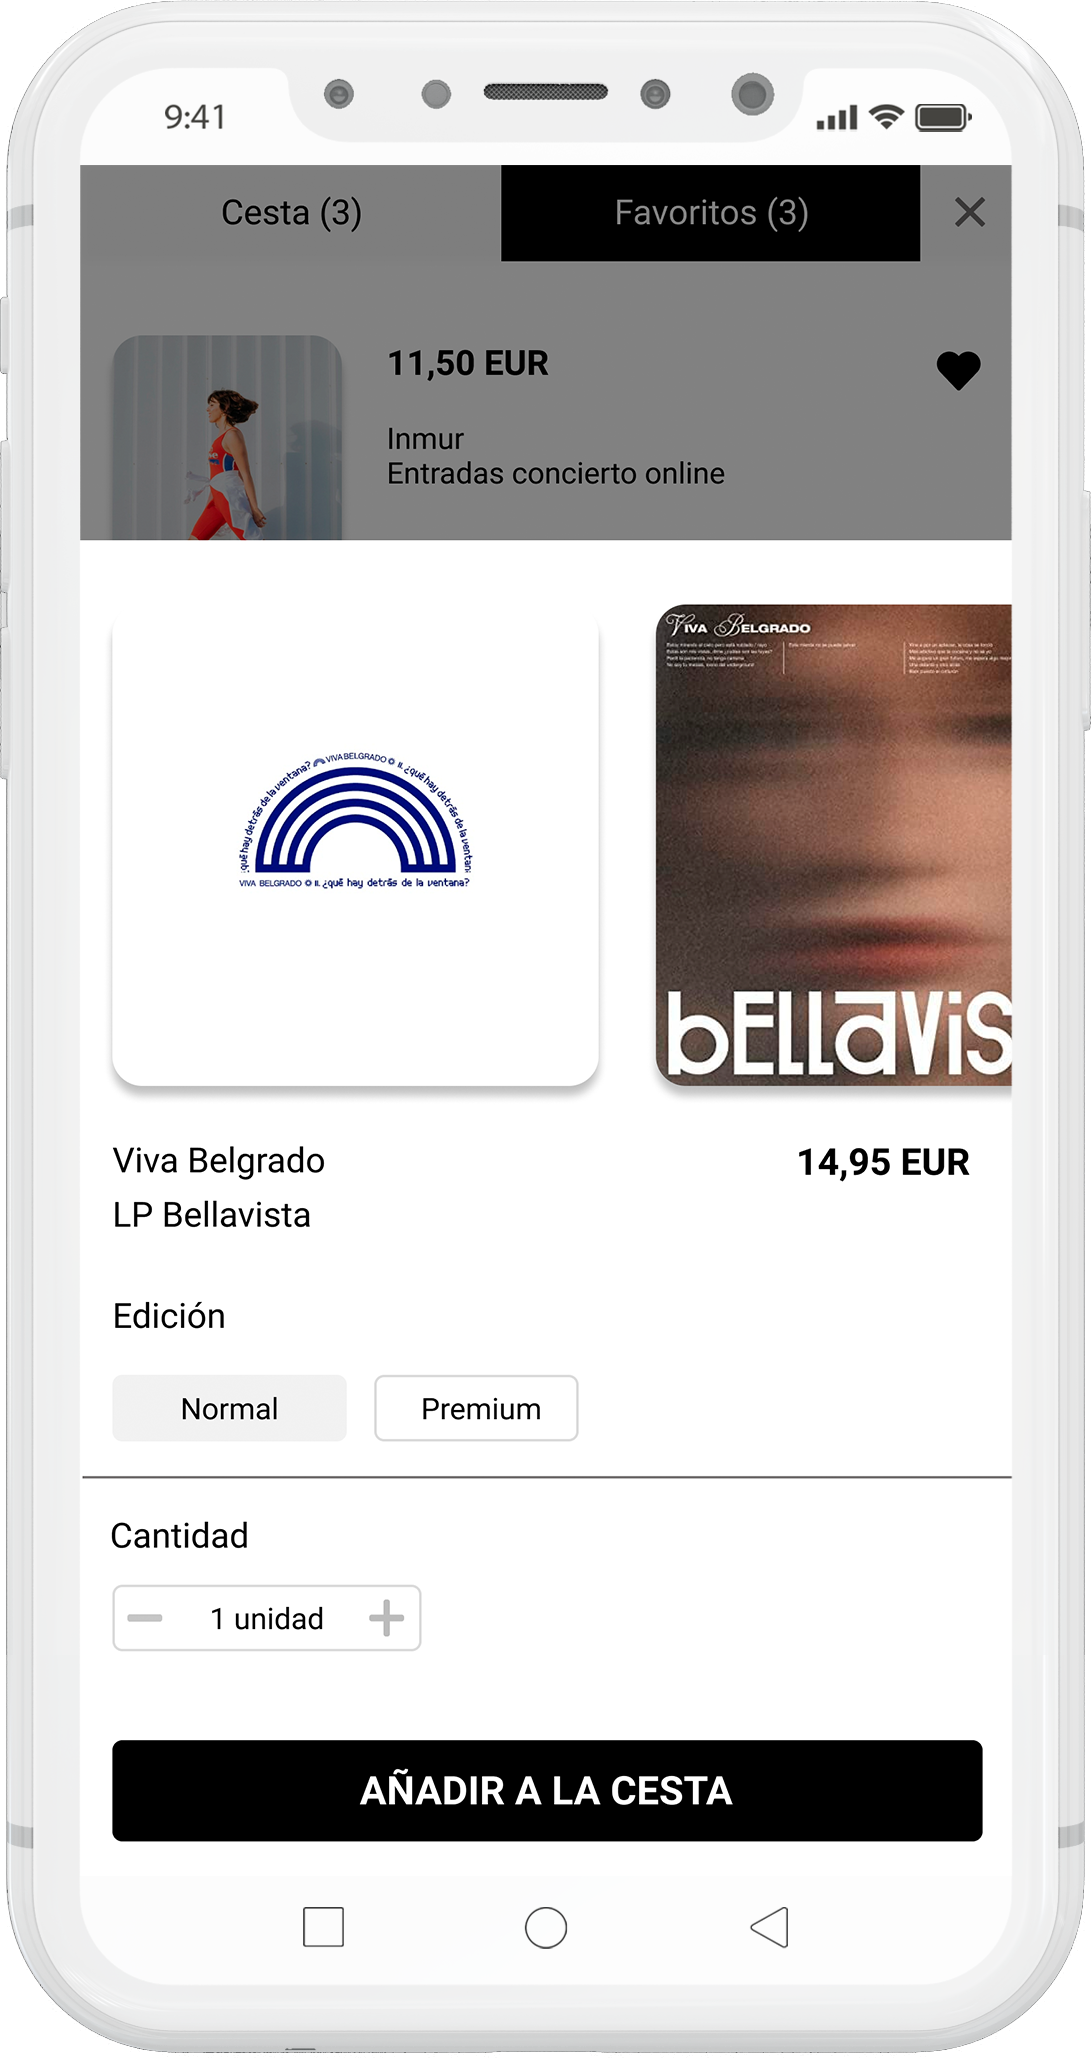 9:41
Cesta (3)
Favoritos (3)
11,50 EUR
Inmur
Entradas concierto online
¿qué hay detrás de la ventana? VIVA BELGRADO II. ¿qué hay detrás de la ventan
VIVA BELGRADO II. ¿qué hay detrás de la ventana?
Viva Belgrado
bELLaViS
Viva Belgrado
14,95 EUR
LP Bellavista
Edición
Normal
Premium
Cantidad
1 unidad
AÑADIR A LA CESTA